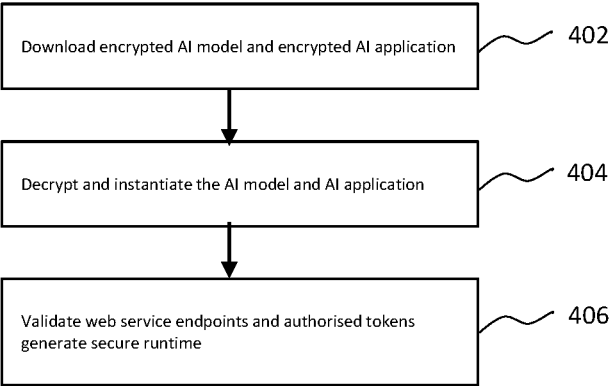 Download encrypted AI model and encrypted AI application
402
Decrypt and instantiate the AI model and AI application
404
Validate web service endpoints and authorised tokens
generate secure runtime
406